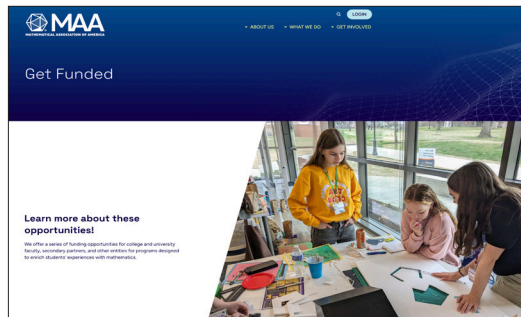 MAA
MATHEMATICAL ASSOCIATION OF AMERICA
LOGIN
ABOUT US
WHAT WE DO
GET INVOLVED
Get Funded
Learn more about these
opportunities!
We offer a series of funding opportunities for college and university
faculty, secondary partners, and other entities for programs designed
to enrich students' experiences with mathematics.